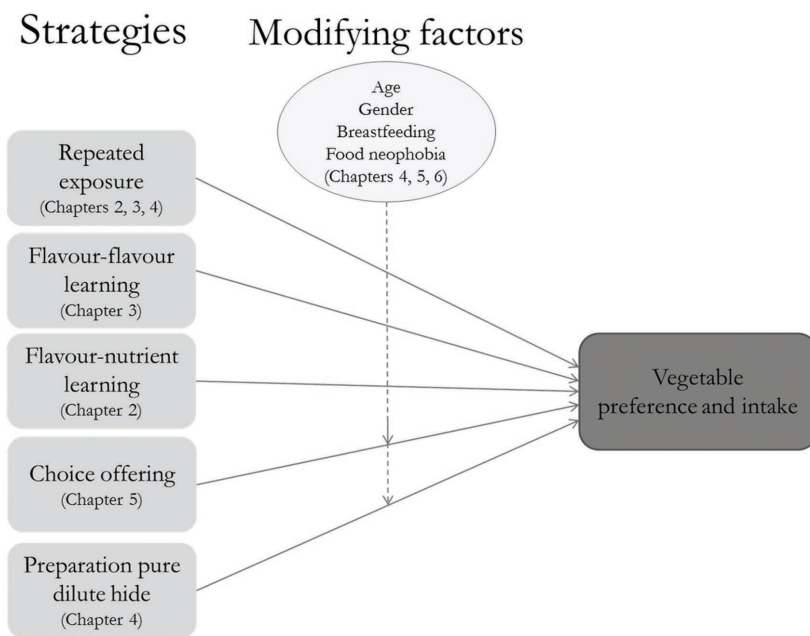 Strategies
Modifying factors
Age
Gender
Breastfeeding
Food neophobia
(Chapters 4, 5, 6)
Repeated
exposure
(Chapters 2, 3, 4)
Flavour-flavour
learning
(Chapter 3)
Flavour-nutrient
learning
(Chapter 2)
Choice offering
(Chapter 5)
Preparation pure
dilute hide
(Chapter 4)
Vegetable
preference and intake